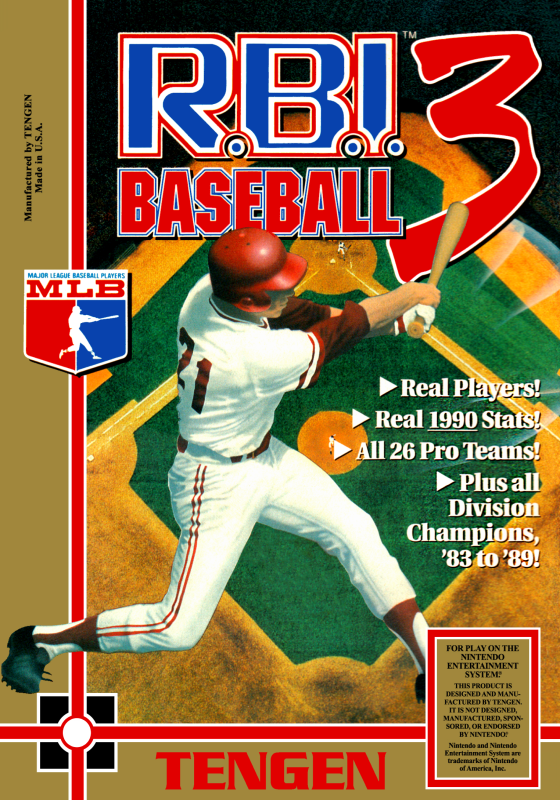 Manufactured by TENGEN
Made in U.S.A.
R.B.I.™ 3
BASEBALL
MAJOR LEAGUE BASEBALL PLAYERS
MLB
21
▶Real Players!
▶Real 1990 Stats!
▶All 26 Pro Teams!
▶Plus all
Division
Champions,
'83 to '89!
FOR PLAY ON THE
NINTENDO
ENTERTAINMENT
SYSTEM®
THIS PRODUCT IS
DESIGNED AND MANU-
FACTURED BY TENGEN.
IT IS NOT DESIGNED,
MANUFACTURED, SPON-
SORED, OR ENDORSED
BY NINTENDO®
Nintendo and Nintendo
Entertainment System are
trademarks of Nintendo
of America, Inc.
TENGEN